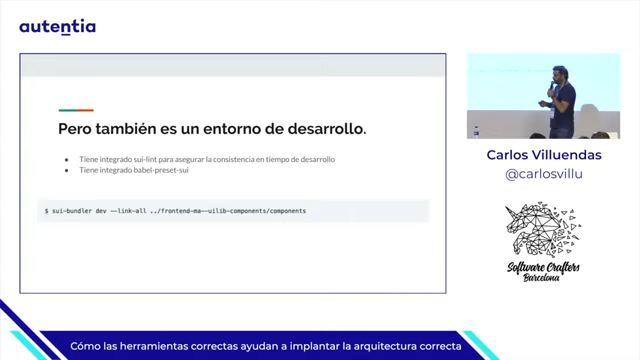 autentia
Pero también es un entorno de desarrollo.
Tiene integrado sui-lint para asegurar la consistencia en tiempo de desarrollo
Tiene integrado babel-preset-sui
$ sui-bundler dev --link-all ../frontend-ma--uilib-components/components
Carlos Villuendas
@carlosvillu
Software Crafters
Barcelona
Cómo las herramientas correctas ayudan a implantar la arquitectura correcta